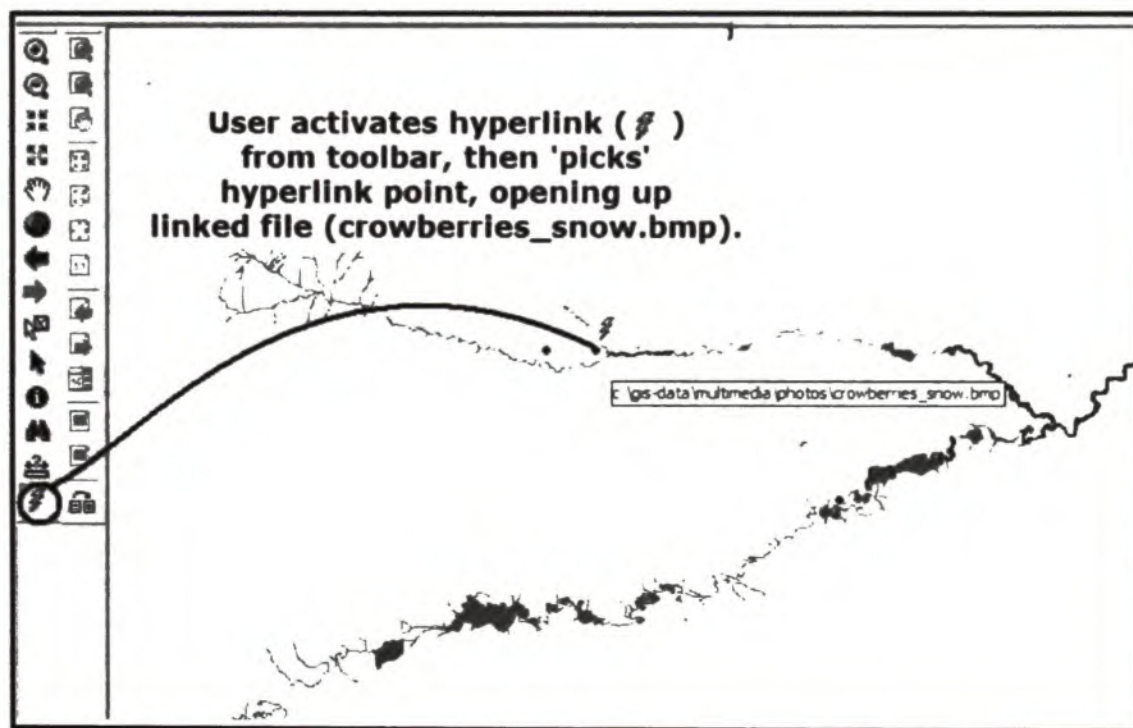 User activates hyperlink ( )
from toolbar, then 'picks'
hyperlink point, opening up
linked file (crowberries_snow.bmp).
c:\gis-data\multimedia\photos\crowberries_snow.bmp